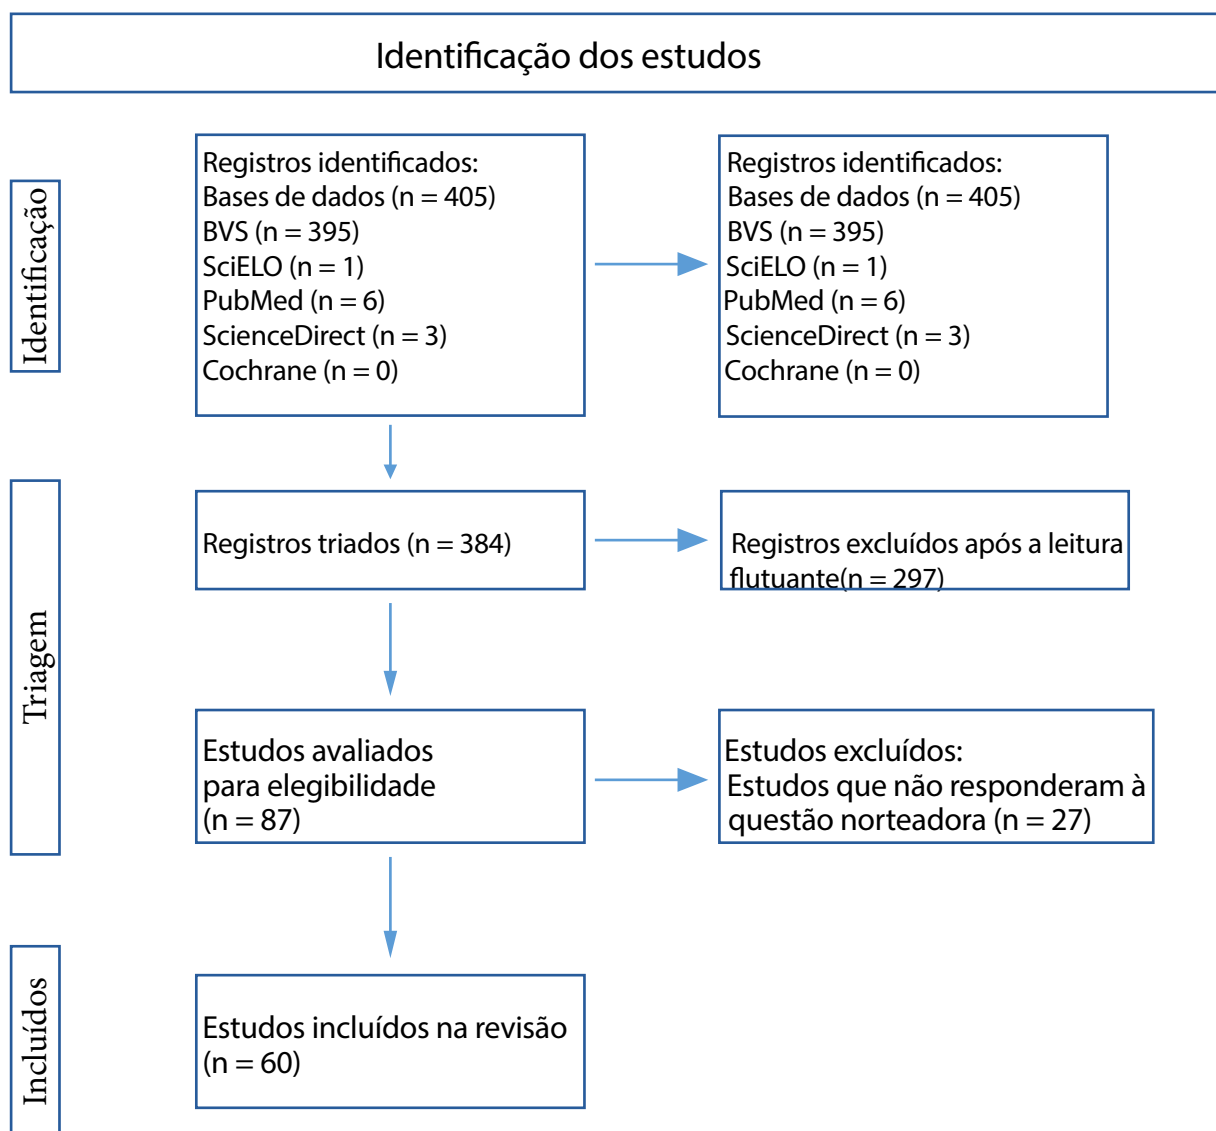 Identificação dos estudos
Identificação
Registros identificados:
Bases de dados (n = 405)
BVS (n = 395)
SciELO (n = 1)
PubMed (n = 6)
ScienceDirect (n = 3)
Cochrane (n = 0)
Registros identificados:
Bases de dados (n = 405)
BVS (n = 395)
SciELO (n = 1)
PubMed (n = 6)
ScienceDirect (n = 3)
Cochrane (n = 0)
Triagem
Registros triados (n = 384)
Registros excluídos após a leitura
flutuante(n = 297)
Estudos avaliados
para elegibilidade
(n = 87)
Estudos excluídos:
Estudos que não responderam à
questão norteadora (n = 27)
Incluídos
Estudos incluídos na revisão
(n = 60)